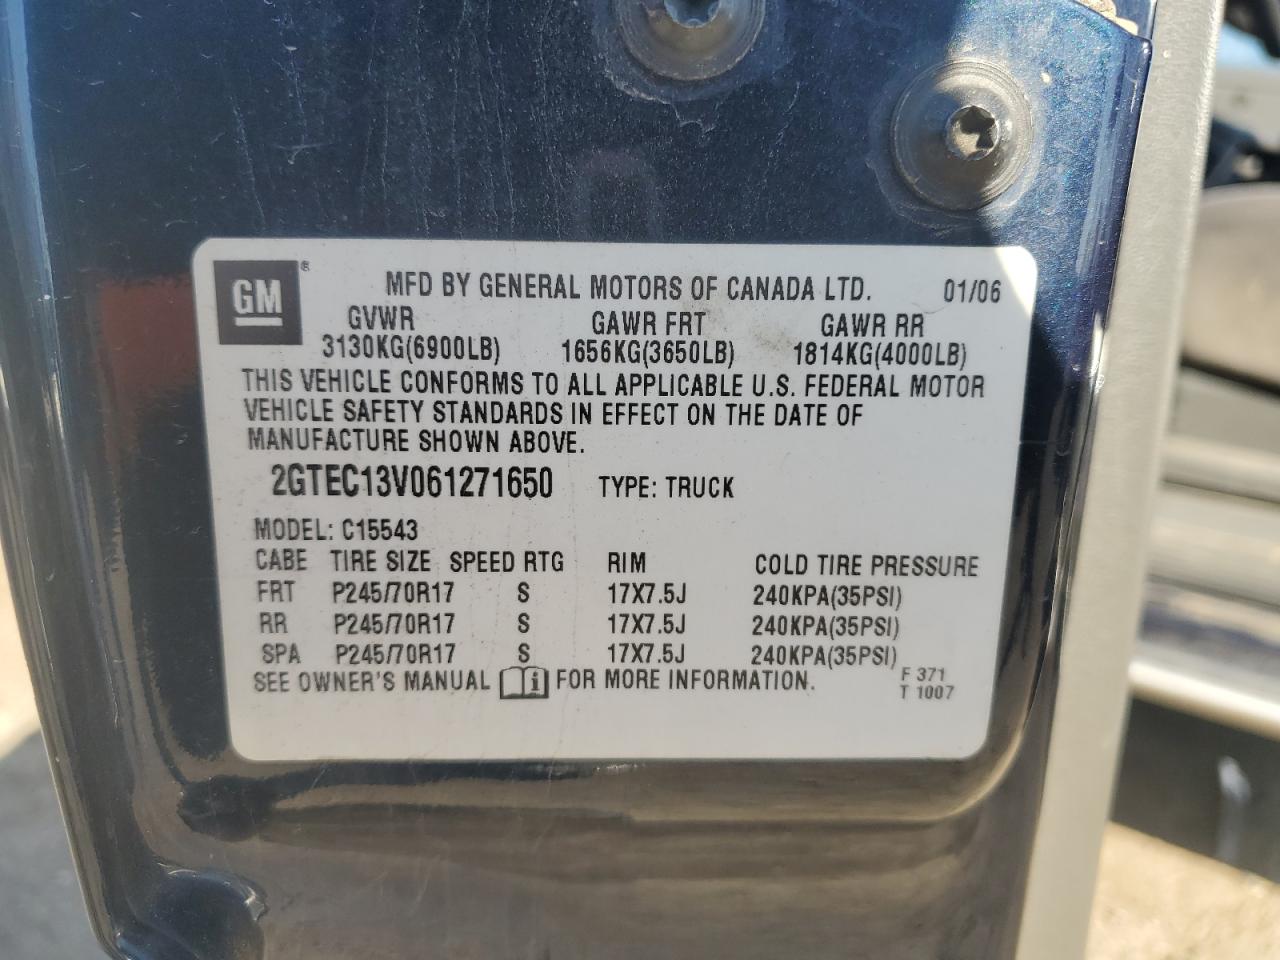 GM®
MFD BY GENERAL MOTORS OF CANADA LTD. 01/06
GVWR GAWR FRT GAWR RR
3130KG(6900LB) 1656KG(3650LB) 1814KG(4000LB)
THIS VEHICLE CONFORMS TO ALL APPLICABLE U.S. FEDERAL MOTOR
VEHICLE SAFETY STANDARDS IN EFFECT ON THE DATE OF
MANUFACTURE SHOWN ABOVE.
2GTEC13V061271650 TYPE: TRUCK
MODEL: C15543
CABE TIRE SIZE SPEED RTG RIM COLD TIRE PRESSURE
FRT P245/70R17 S 17X7.5J 240KPA(35PSI)
RR P245/70R17 S 17X7.5J 240KPA(35PSI)
SPA P245/70R17 S 17X7.5J 240KPA(35PSI)
SEE OWNER'S MANUAL i FOR MORE INFORMATION.
F 371
T 1007